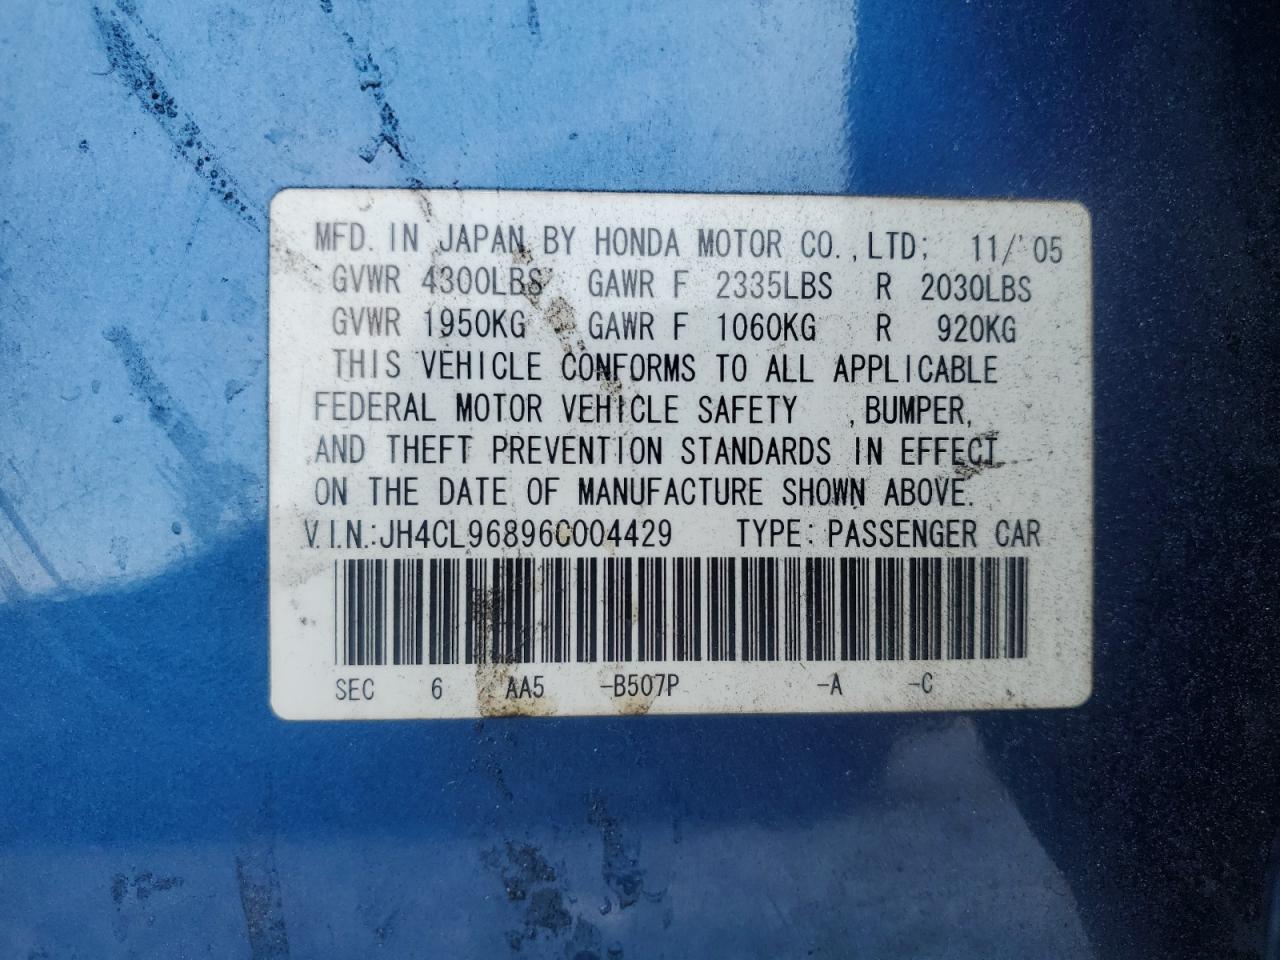 MFD. IN JAPAN BY HONDA MOTOR CO., LTD; 11/'05
GVWR 4300LBS GAWR F 2335LBS R 2030LBS
GVWR 1950KG GAWR F 1060KG R 920KG
THIS VEHICLE CONFORMS TO ALL APPLICABLE
FEDERAL MOTOR VEHICLE SAFETY , BUMPER,
AND THEFT PREVENTION STANDARDS IN EFFECT
ON THE DATE OF MANUFACTURE SHOWN ABOVE.
V.I.N.: JH4CL96896C004429 TYPE: PASSENGER CAR
SEC 6 AA5 -B507P -A -C